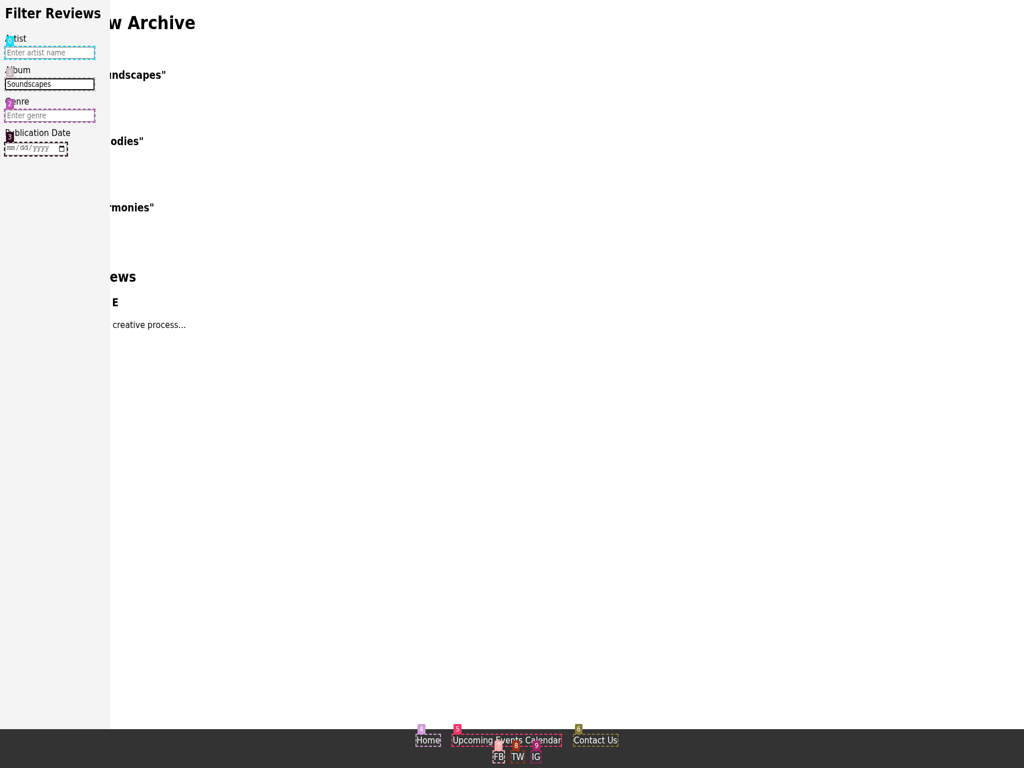 Filter Reviews
w Archive
Artist
Enter artist name
Album
undscapes"
Soundscapes
Genre
Enter genre
Publication Date
odies"
mm/dd/yyyy
rmonies"
ews
E
creative process...
Home
Upcoming Events Calendar
Contact Us
FB
TW
IG